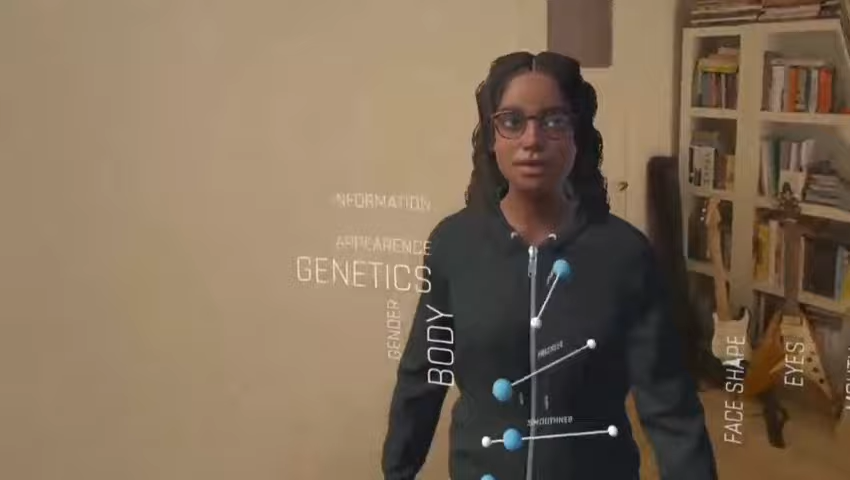 INFORMATION
APPEARENCE
GENETICS
GENDER
BODY
FACE SHAPE
EYES